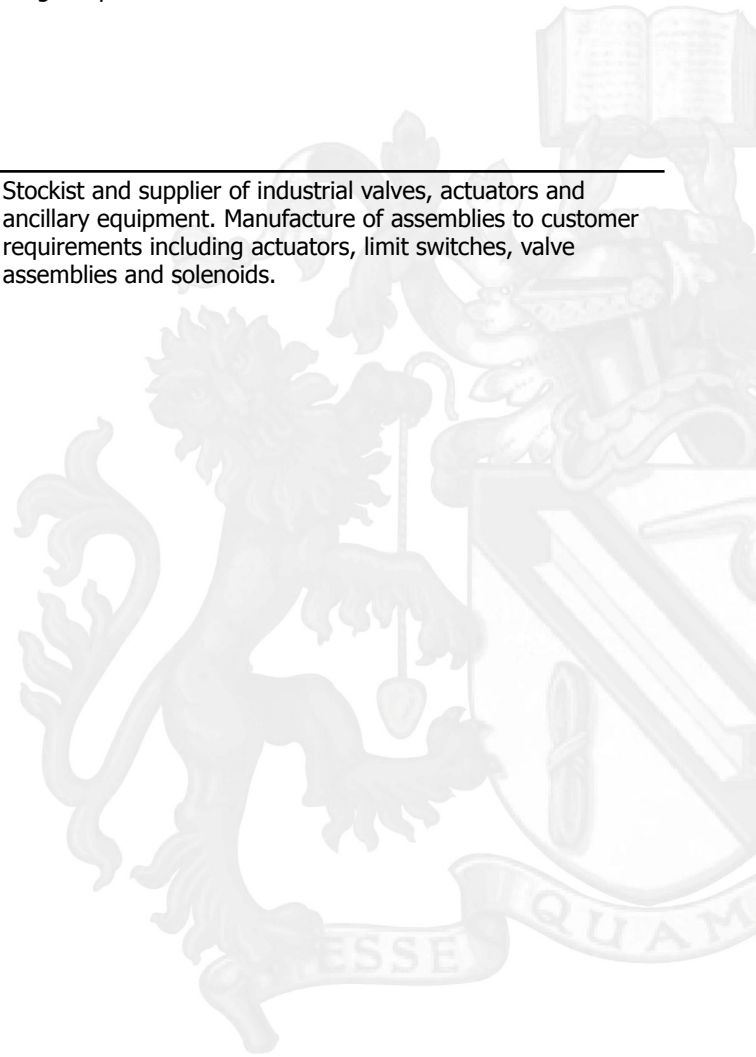 Stockist and supplier of industrial valves, actuators and
ancillary equipment. Manufacture of assemblies to customer
requirements including actuators, limit switches, valve
assemblies and solenoids.
ESSE QUAM